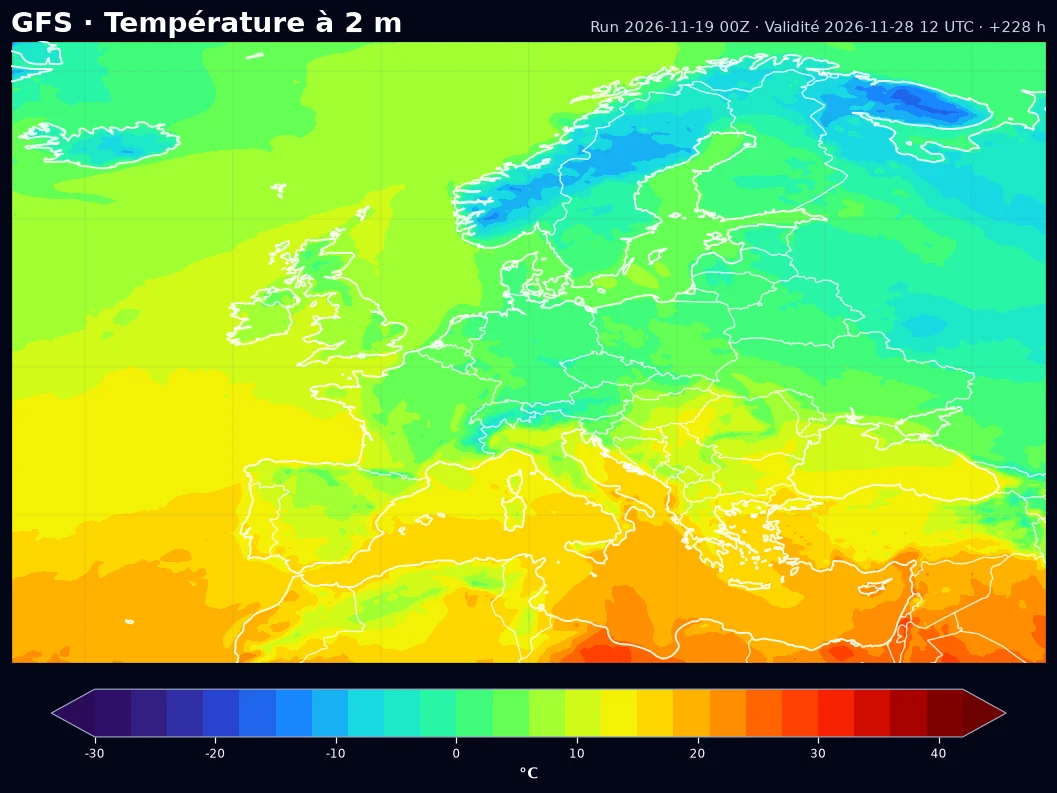 GFS · Température à 2 m
Run 2026-11-19 00Z · Validité 2026-11-28 12 UTC · +228 h
-30 -20 -10 0 10 20 30 40
°C